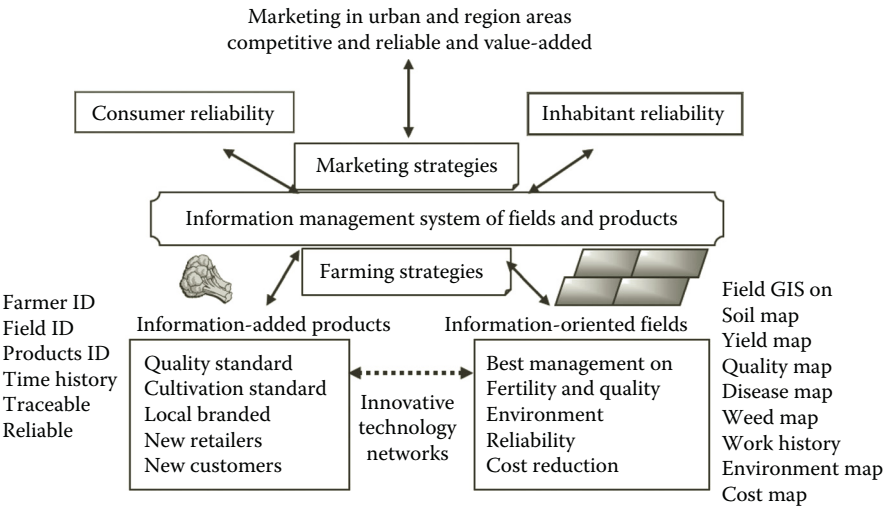 Marketing in urban and region areas
competitive and reliable and value-added
Consumer reliability
Inhabitant reliability
Marketing strategies
Information management system of fields and products
Farming strategies
Farmer ID
Field ID
Products ID
Time history
Traceable
Reliable
Information-added products
Quality standard
Cultivation standard
Local branded
New retailers
New customers
Innovative
technology
networks
Information-oriented fields
Best management on
Fertility and quality
Environment
Reliability
Cost reduction
Field GIS on
Soil map
Yield map
Quality map
Disease map
Weed map
Work history
Environment map
Cost map